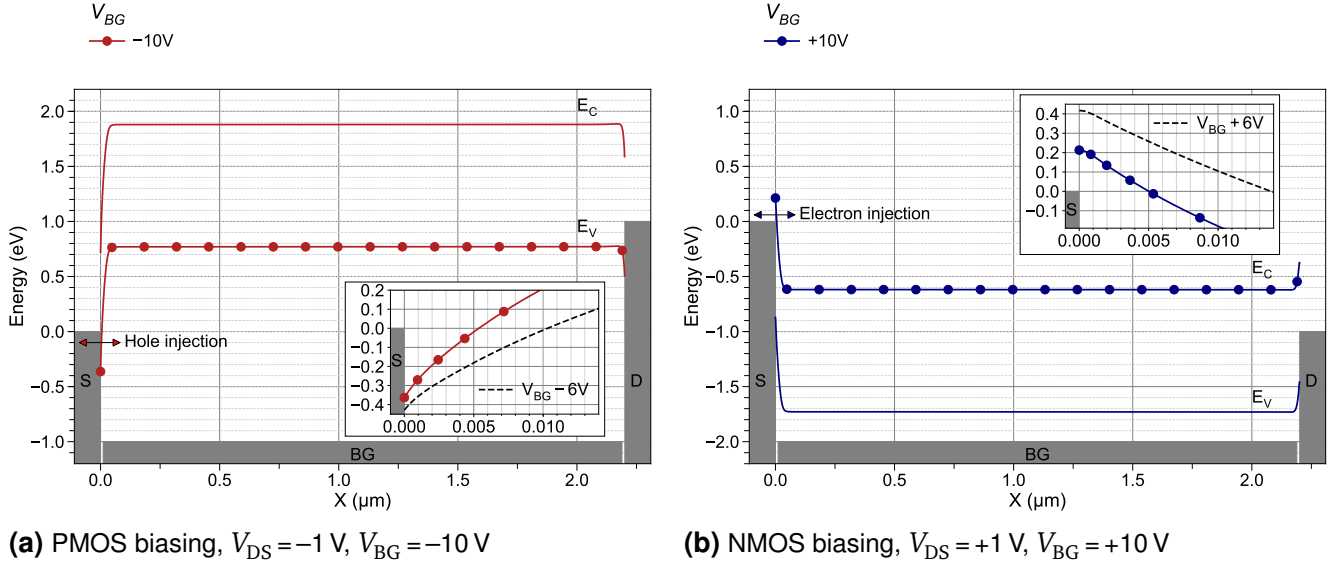 V_BG
−10V
V_BG
+10V
2.0
1.5
1.0
0.5
0.0
−0.5
−1.0
Energy (eV)
E_C
E_V
Hole injection
S
D
BG
0.0
0.5
1.0
1.5
2.0
X (µm)
0.2
0.1
0.0
−0.1
−0.2
−0.3
−0.4
S
V_BG −6V
0.000
0.005
0.010
1.0
0.5
0.0
−0.5
−1.0
−1.5
−2.0
Energy (eV)
Electron injection
E_C
E_V
S
D
BG
0.0
0.5
1.0
1.5
2.0
X (µm)
0.4
0.3
0.2
0.1
0.0
−0.1
S
V_BG +6V
0.000
0.005
0.010
(a) PMOS biasing, V_DS = −1 V, V_BG = −10 V
(b) NMOS biasing, V_DS = +1 V, V_BG = +10 V